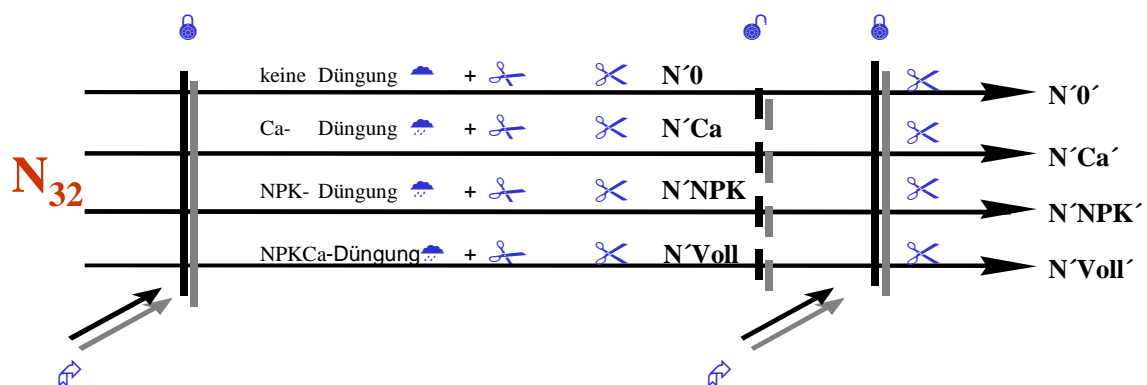 keine Düngung + N´0
N´0´
Ca- Düngung + N´Ca
N´Ca´
N32
NPK- Düngung + N´NPK
N´NPK´
NPKCa-Düngung + N´Voll
N´Voll´